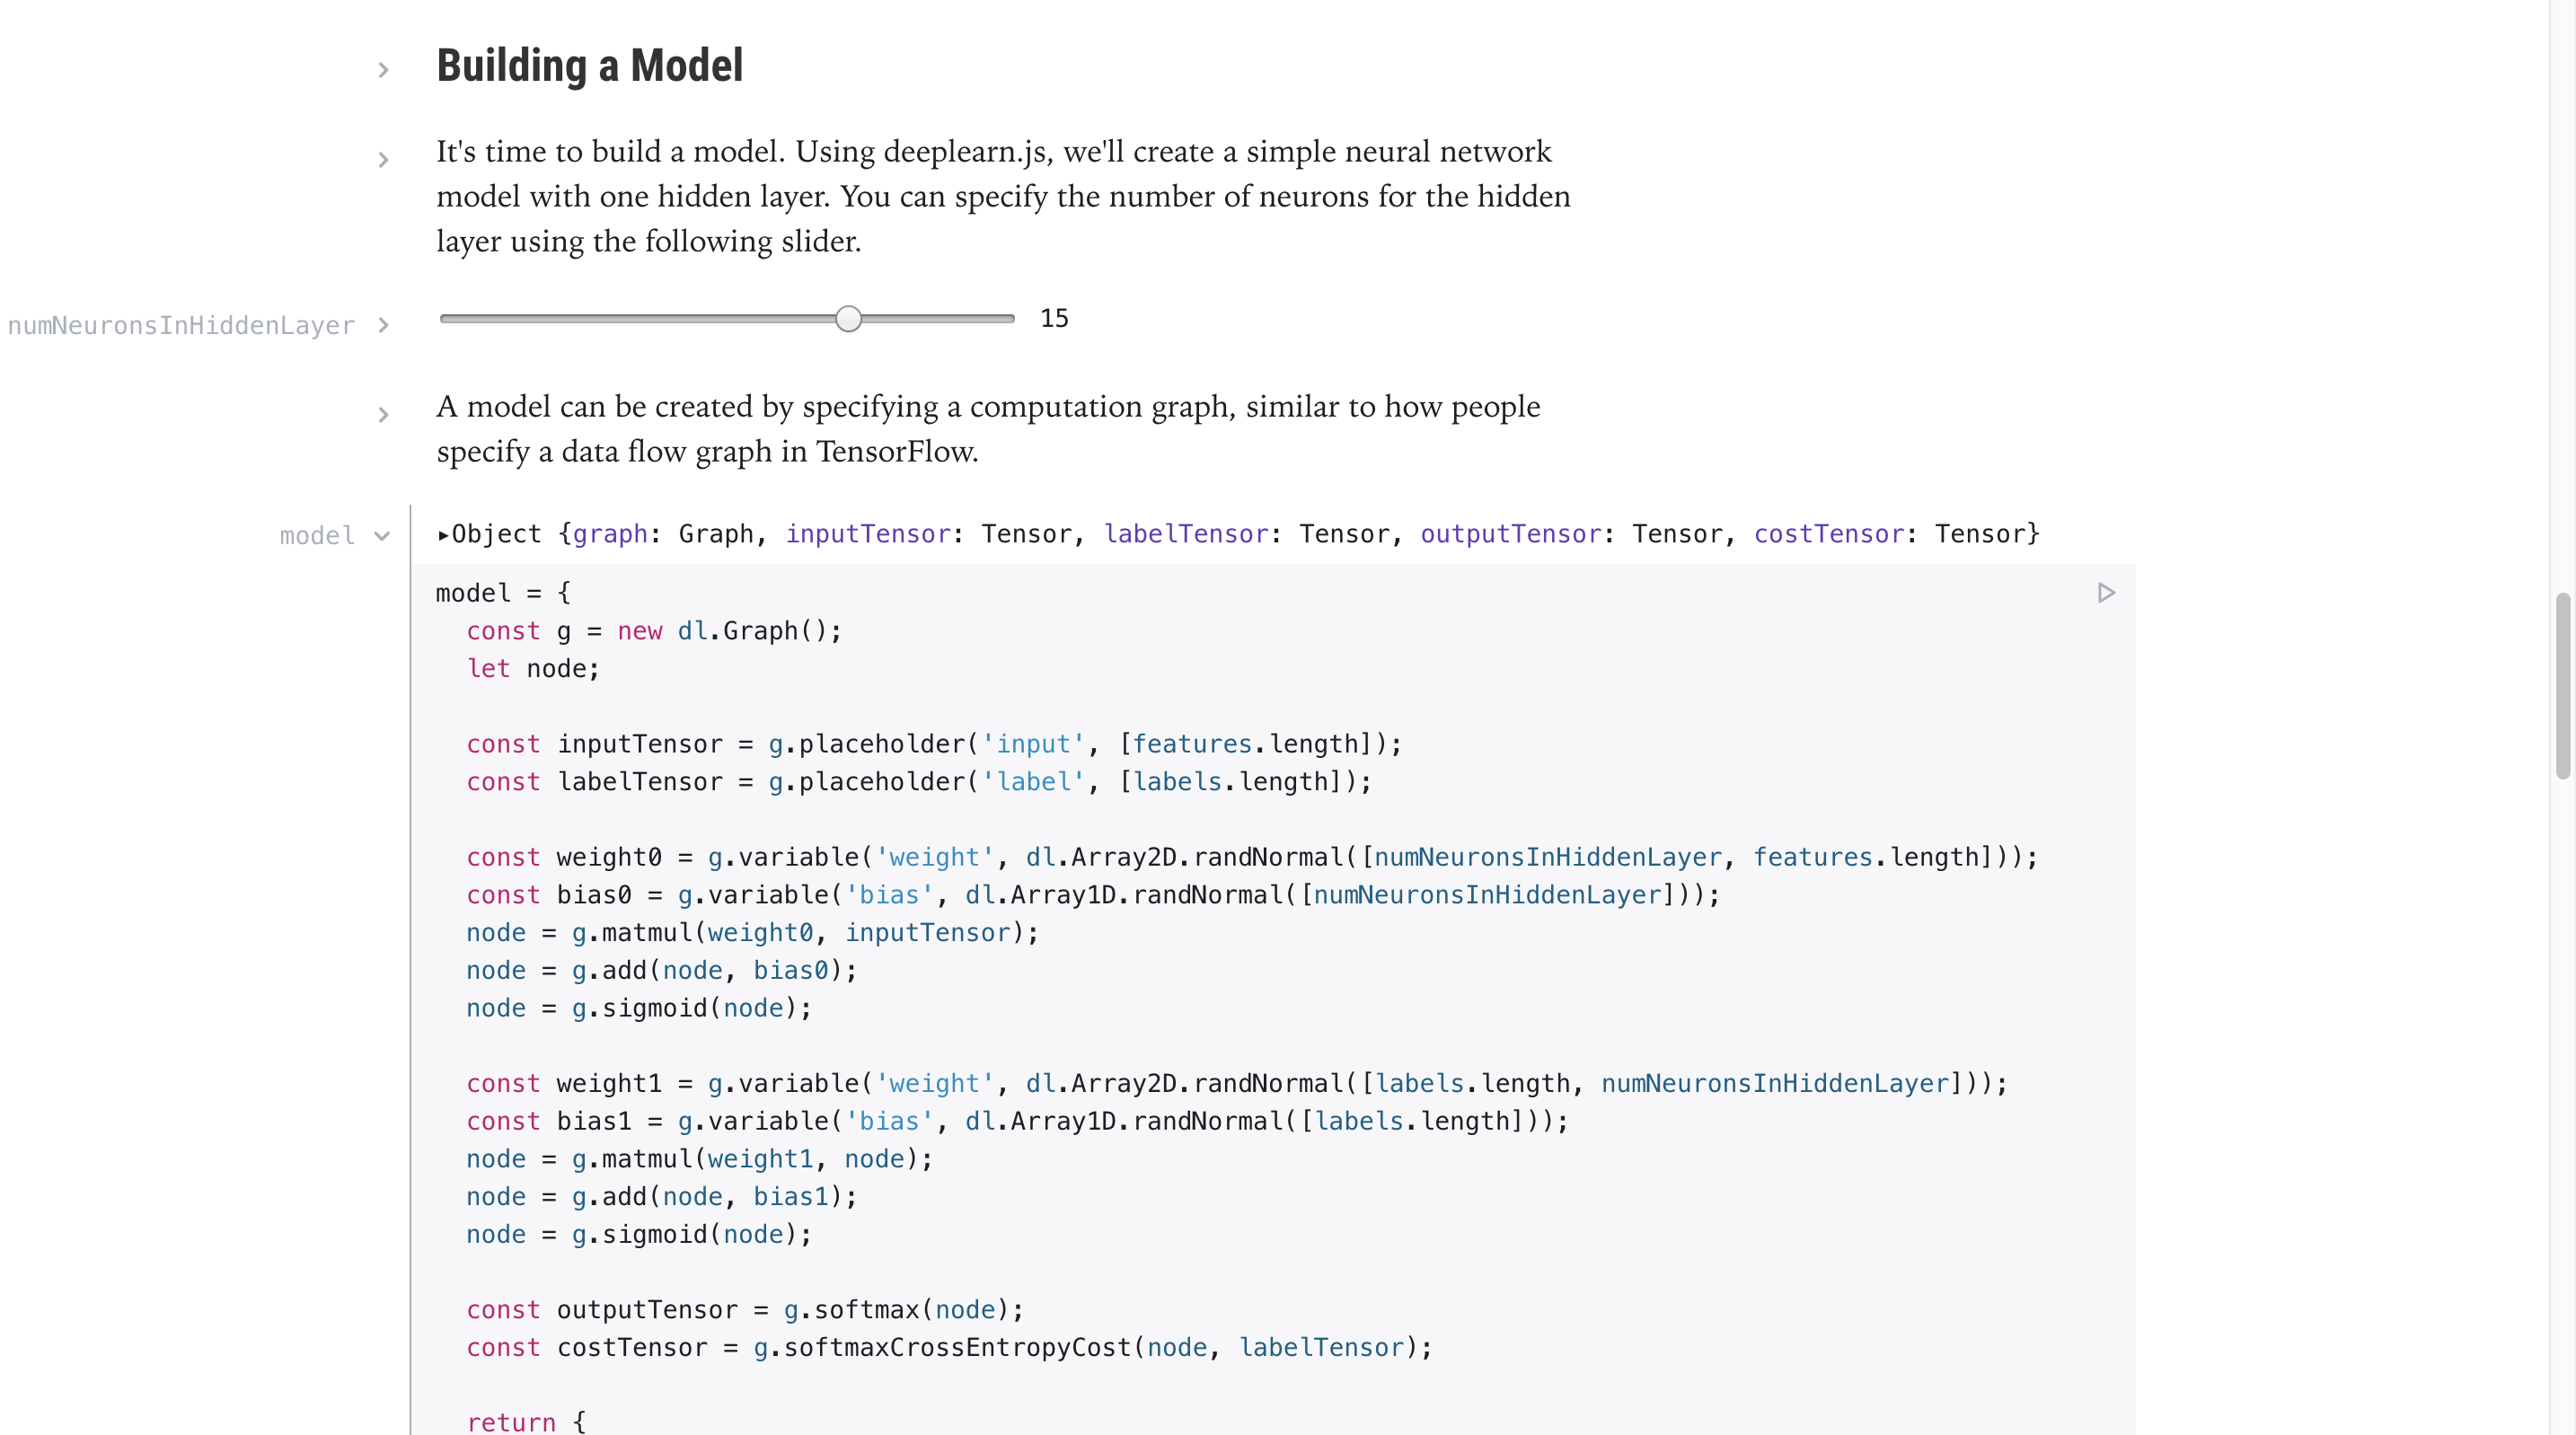 Building a Model
It's time to build a model. Using deeplearn.js, we'll create a simple neural network
model with one hidden layer. You can specify the number of neurons for the hidden
layer using the following slider.
numNeuronsInHiddenLayer 15
A model can be created by specifying a computation graph, similar to how people
specify a data flow graph in TensorFlow.
model ▸Object {graph: Graph, inputTensor: Tensor, labelTensor: Tensor, outputTensor: Tensor, costTensor: Tensor}
model = {
  const g = new dl.Graph();
  let node;
  const inputTensor = g.placeholder('input', [features.length]);
  const labelTensor = g.placeholder('label', [labels.length]);
  const weight0 = g.variable('weight', dl.Array2D.randNormal([numNeuronsInHiddenLayer, features.length]));
  const bias0 = g.variable('bias', dl.Array1D.randNormal([numNeuronsInHiddenLayer]));
  node = g.matmul(weight0, inputTensor);
  node = g.add(node, bias0);
  node = g.sigmoid(node);
  const weight1 = g.variable('weight', dl.Array2D.randNormal([labels.length, numNeuronsInHiddenLayer]));
  const bias1 = g.variable('bias', dl.Array1D.randNormal([labels.length]));
  node = g.matmul(weight1, node);
  node = g.add(node, bias1);
  node = g.sigmoid(node);
  const outputTensor = g.softmax(node);
  const costTensor = g.softmaxCrossEntropyCost(node, labelTensor);
  return {